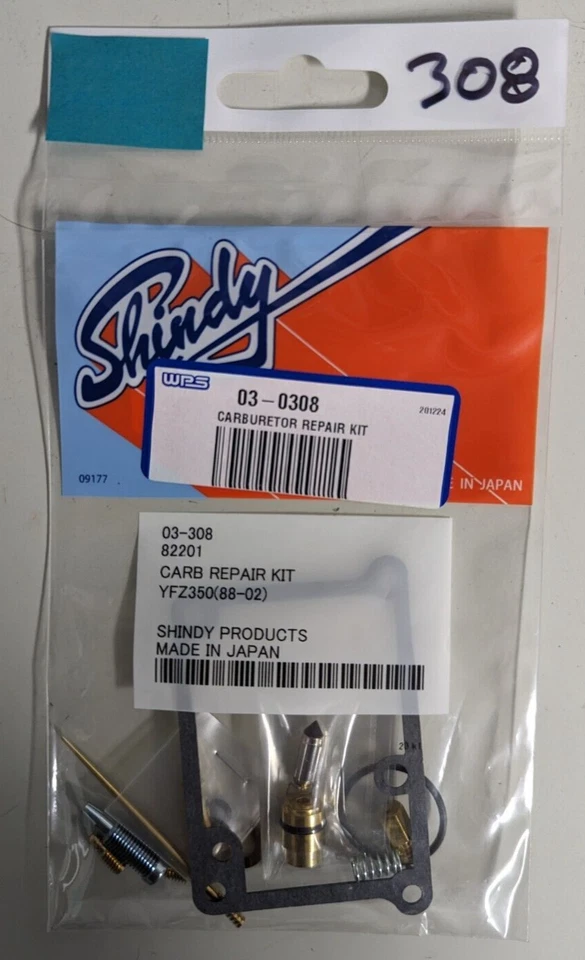 308
Shindy
WPS
03-0308
201224
CARBURETOR REPAIR KIT
09177
E IN JAPAN
03-308
82201
CARB REPAIR KIT
YFZ350(88-02)
SHINDY PRODUCTS
MADE IN JAPAN